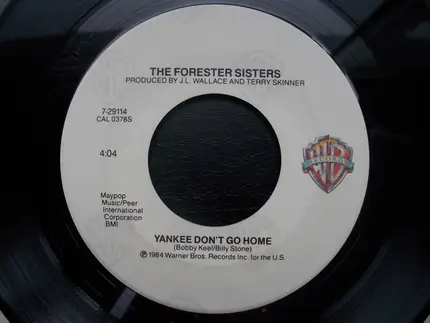 THE FORESTER SISTERS
PRODUCED BY J.L. WALLACE AND TERRY SKINNER
7-29114
CAL 0378S
4:04
Maypop
Music/Peer
International
Corporation
BMI
YANKEE DON'T GO HOME
(Bobby Keel/Billy Stone)
℗ 1984 Warner Bros. Records Inc. for the U.S.